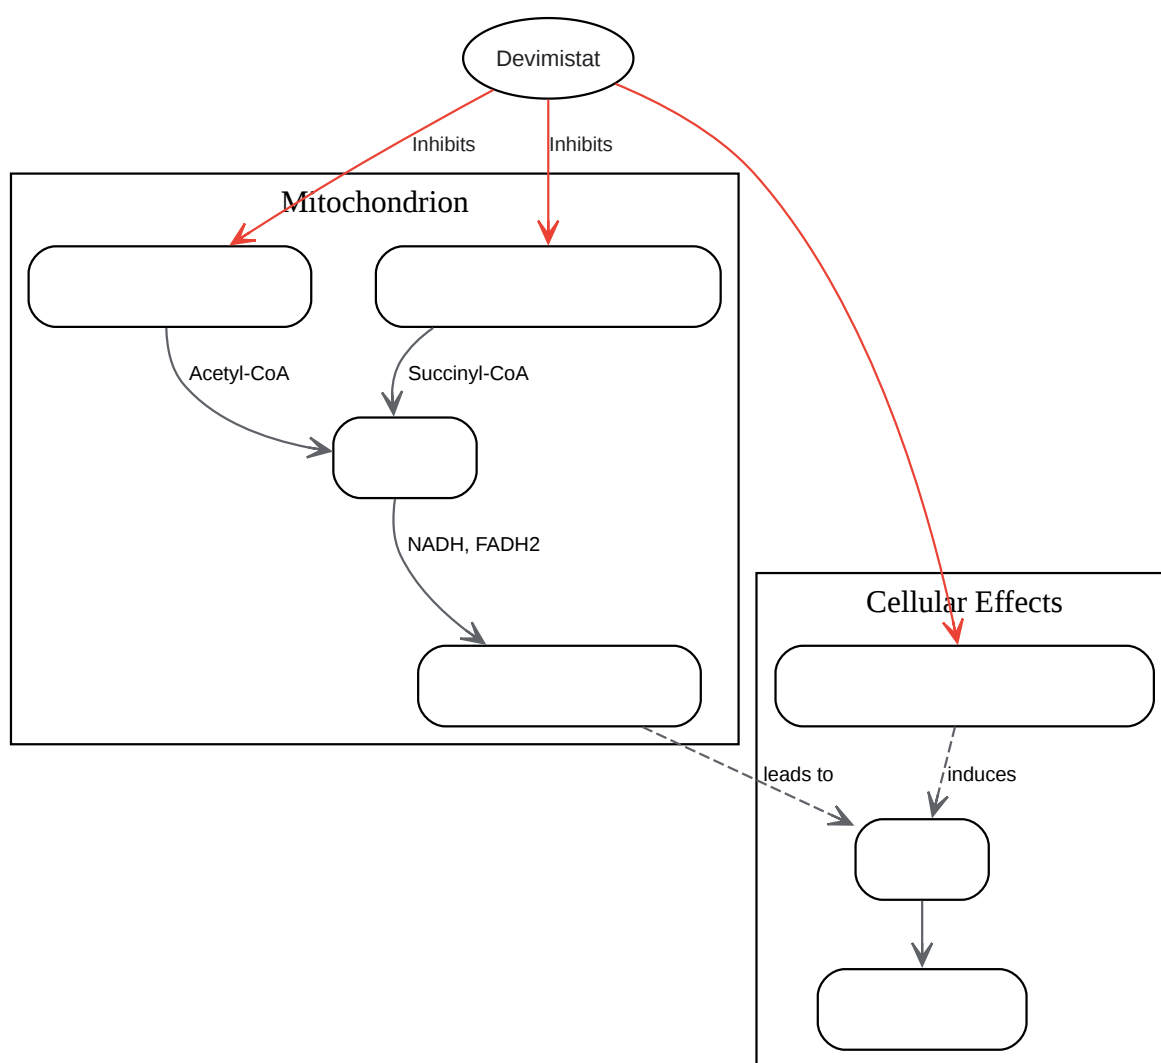 Devimistat
Inhibits
Inhibits
Mitochondrion
Acetyl-CoA
Succinyl-CoA
NADH, FADH2
Cellular Effects
leads to
induces